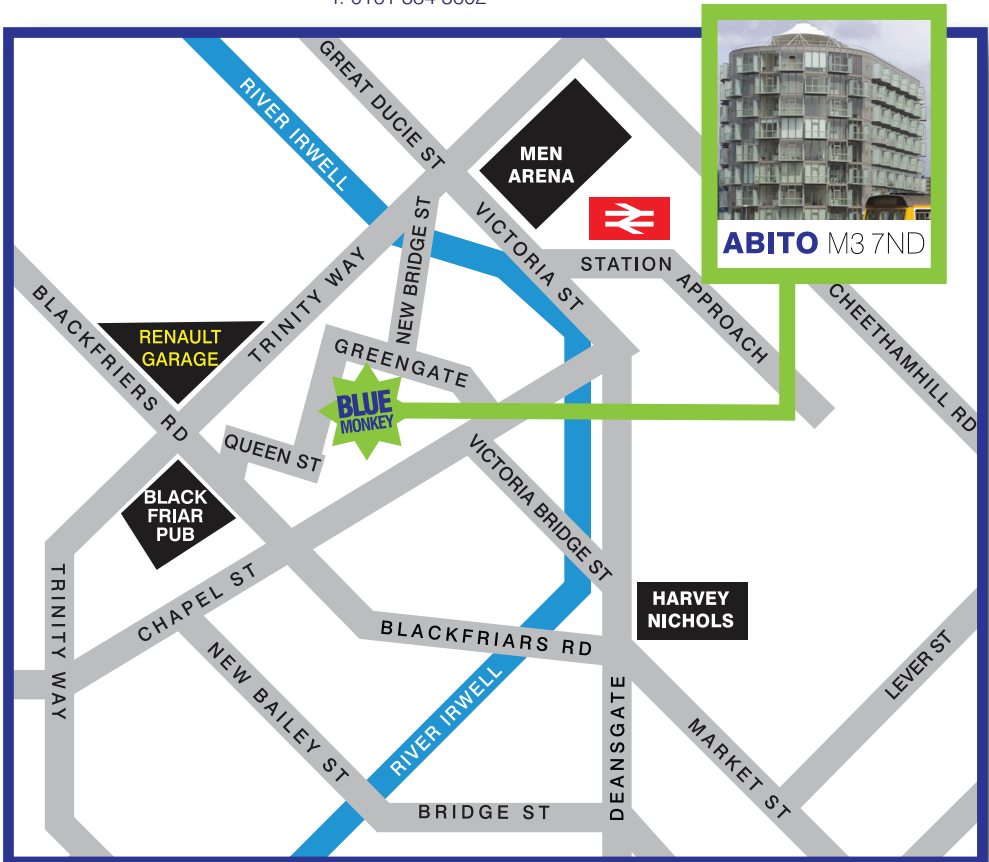 GREAT DUCIE ST
RIVER IRWELL
MEN
ARENA
ABITO M3 7ND
VICTORIA ST
STATION
APPROACH
NEW BRIDGE ST
TRINITY WAY
BLACKFRIERS RD
RENAULT
GARAGE
GREENGATE
CHEETHAMHILL RD
BLUE
MONKEY
QUEEN ST
VICTORIA BRIDGE ST
BLACK
FRIAR
PUB
TRINITY WAY
CHAPEL ST
HARVEY
NICHOLS
BLACKFRIARS RD
NEW BAILEY ST
RIVER IRWELL
DEANSGATE
LEVER ST
MARKET ST
BRIDGE ST